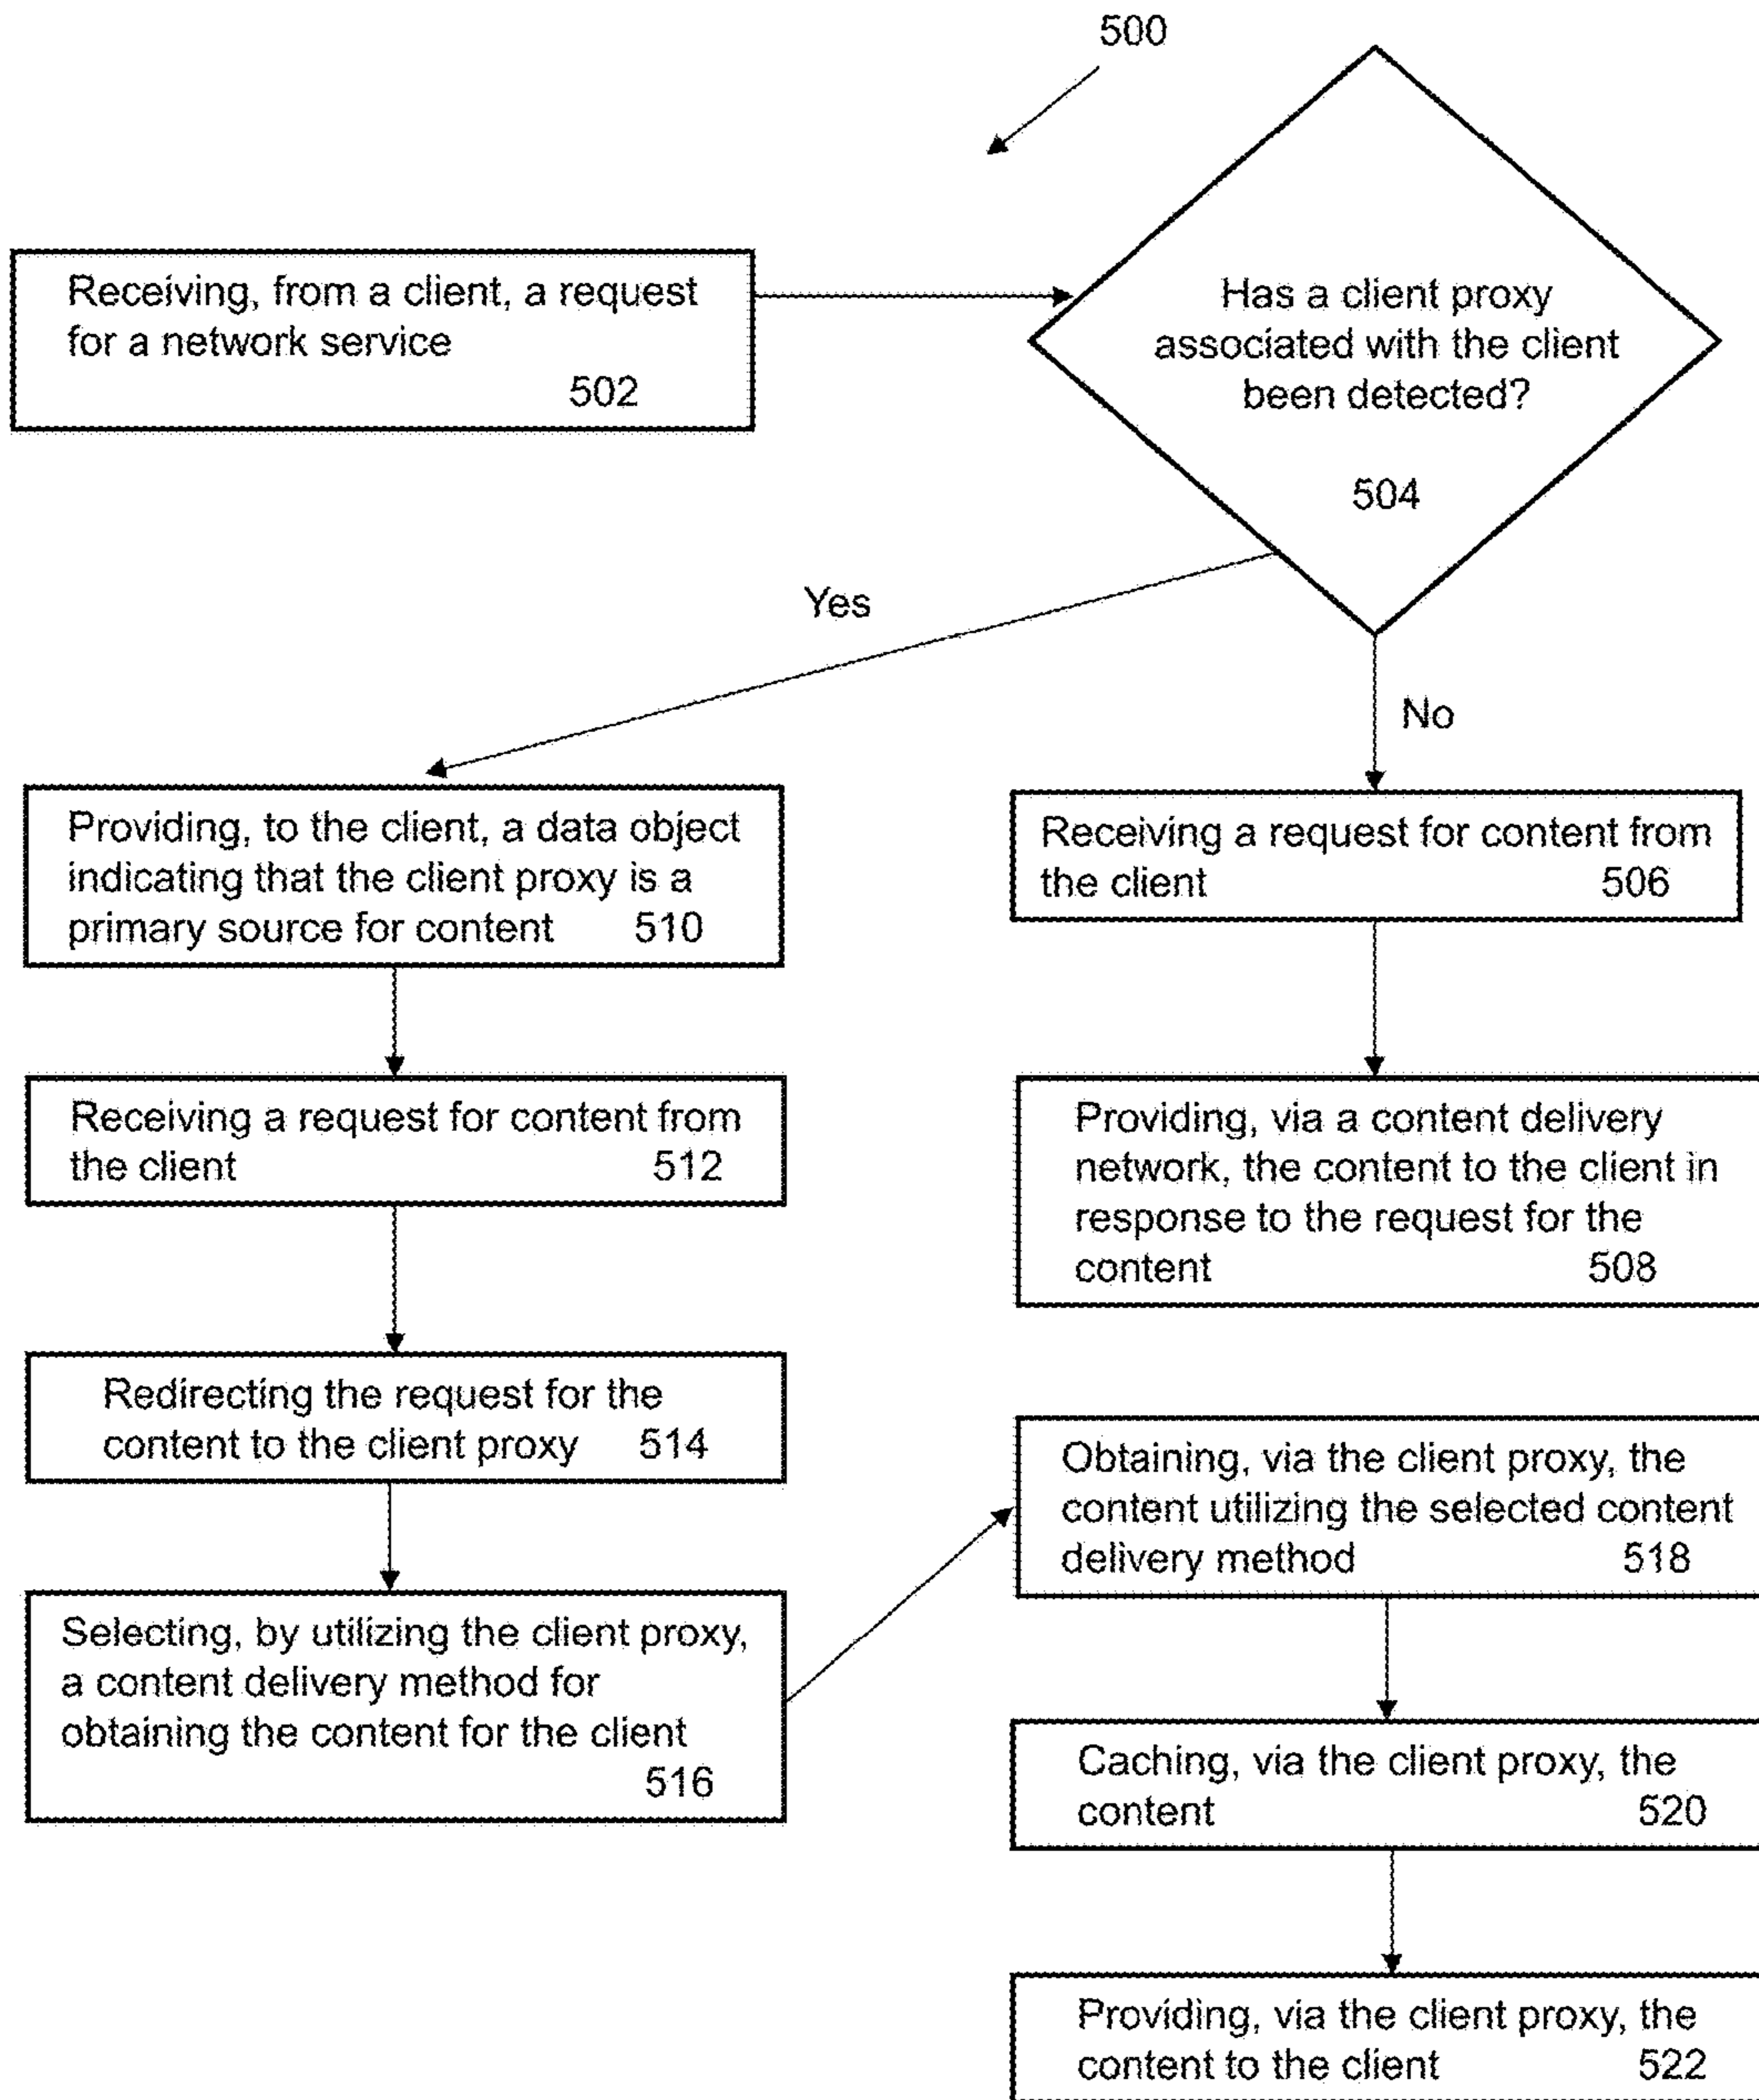 500
Receiving, from a client, a request
for a network service
502
Has a client proxy
associated with the client
been detected?
504
Yes
No
Providing, to the client, a data object
indicating that the client proxy is a
primary source for content 510
Receiving a request for content from
the client 506
Receiving a request for content from
the client 512
Providing, via a content delivery
network, the content to the client in
response to the request for the
content 508
Redirecting the request for the
content to the client proxy 514
Selecting, by utilizing the client proxy,
a content delivery method for
obtaining the content for the client
516
Obtaining, via the client proxy, the
content utilizing the selected content
delivery method 518
Caching, via the client proxy, the
content 520
Providing, via the client proxy, the
content to the client 522